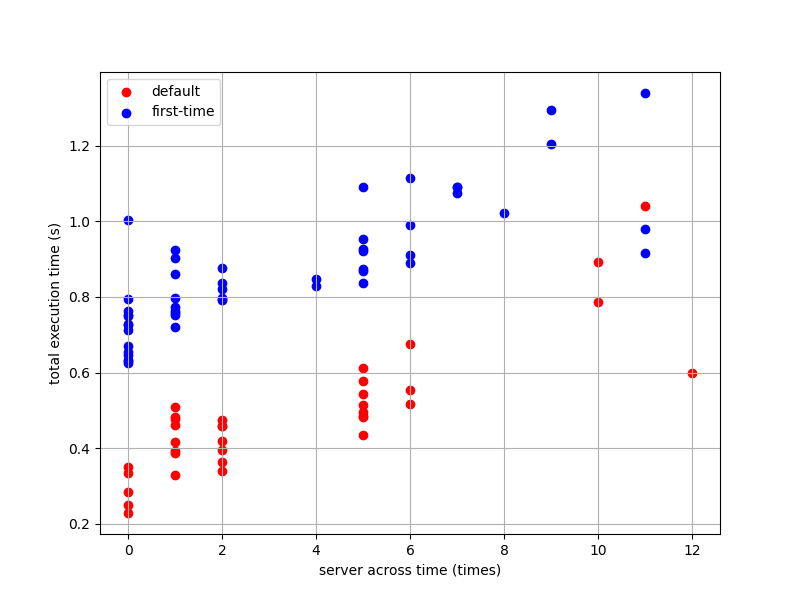 default
first-time
total execution time (s)
1.2
1.0
0.8
0.6
0.4
0.2
0 2 4 6 8 10 12
server across time (times)